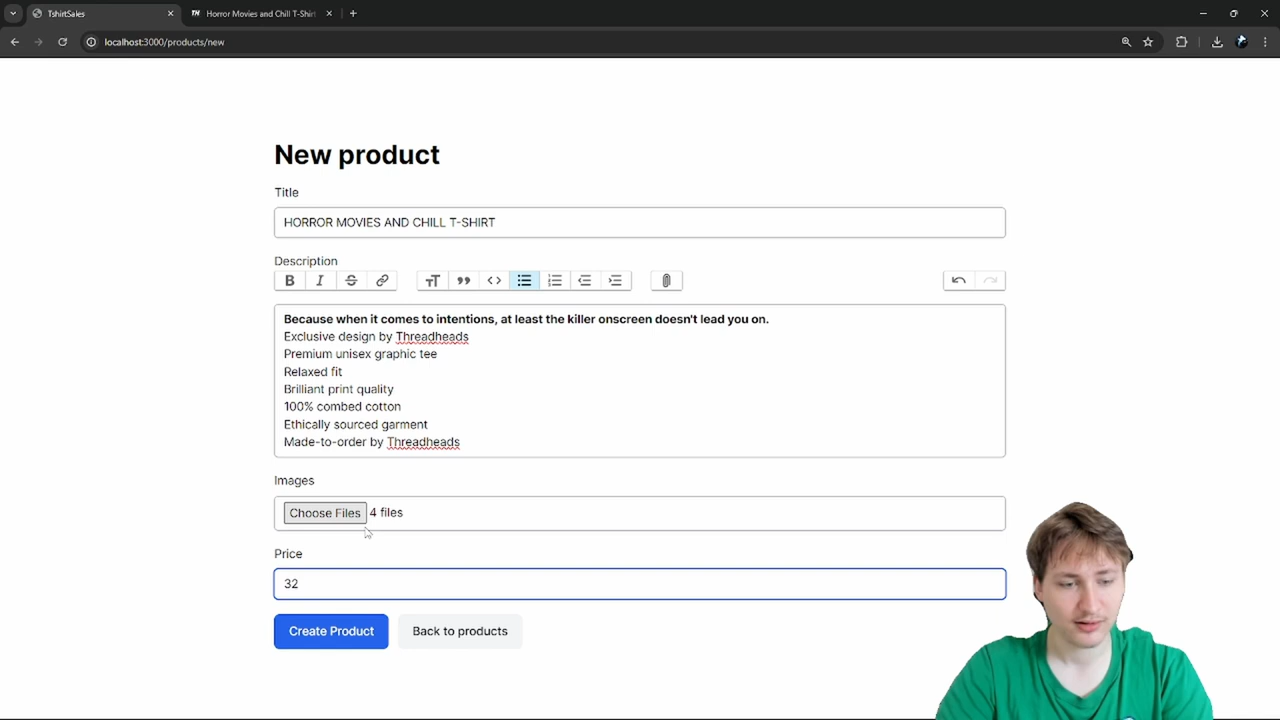 TshirtSales
TH Horror Movies and Chill T-Shirt
localhost:3000/products/new
New product
Title
HORROR MOVIES AND CHILL T-SHIRT
Description
Because when it comes to intentions, at least the killer onscreen doesn't lead you on.
Exclusive design by Threadheads
Premium unisex graphic tee
Relaxed fit
Brilliant print quality
100% combed cotton
Ethically sourced garment
Made-to-order by Threadheads
Images
Choose Files 4 files
Price
32
Create Product Back to products